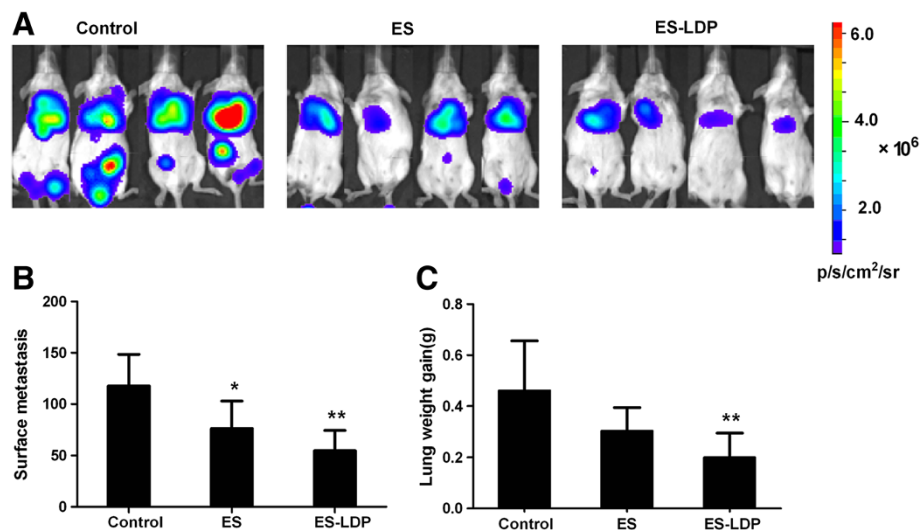 A
Control
ES
ES-LDP
6.0
4.0
× 10⁶
2.0
p/s/cm²/sr
B
Surface metastasis
200
150
100
50
0
*
**
Control
ES
ES-LDP
C
Lung weight gain(g)
0.8
0.6
0.4
0.2
0.0
**
Control
ES
ES-LDP